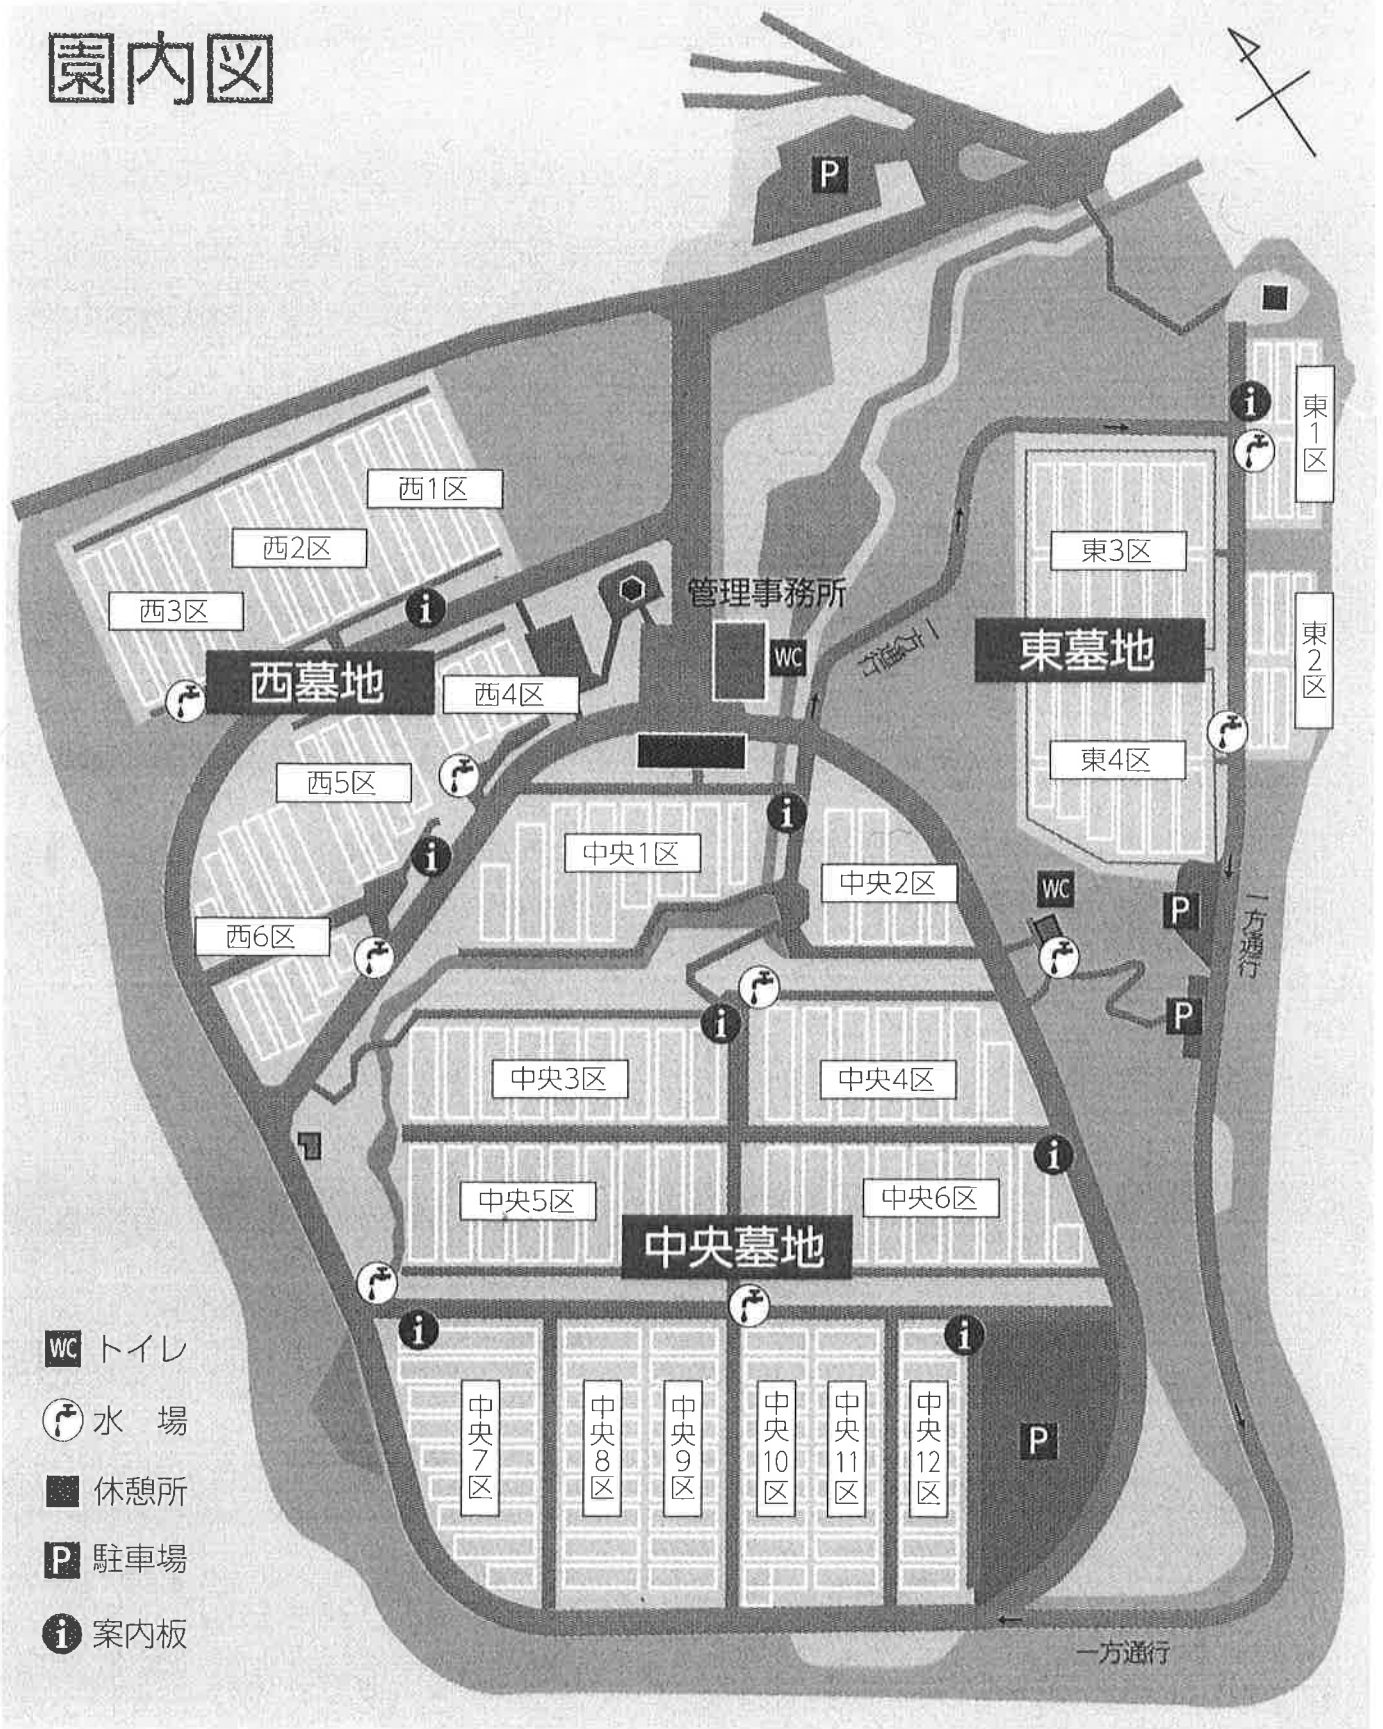 園内図
P
東1区
西1区
西2区
東3区
管理事務所
西3区
一方通行
東墓地
WC
東2区
西墓地
西4区
東4区
西5区
中央1区
中央2区
WC
P
一方通行
西6区
P
中央3区
中央4区
中央5区
中央6区
中央墓地
中央7区
中央8区
中央9区
中央10区
中央11区
中央12区
P
一方通行
WC トイレ
水 場
休憩所
P 駐車場
i 案内板